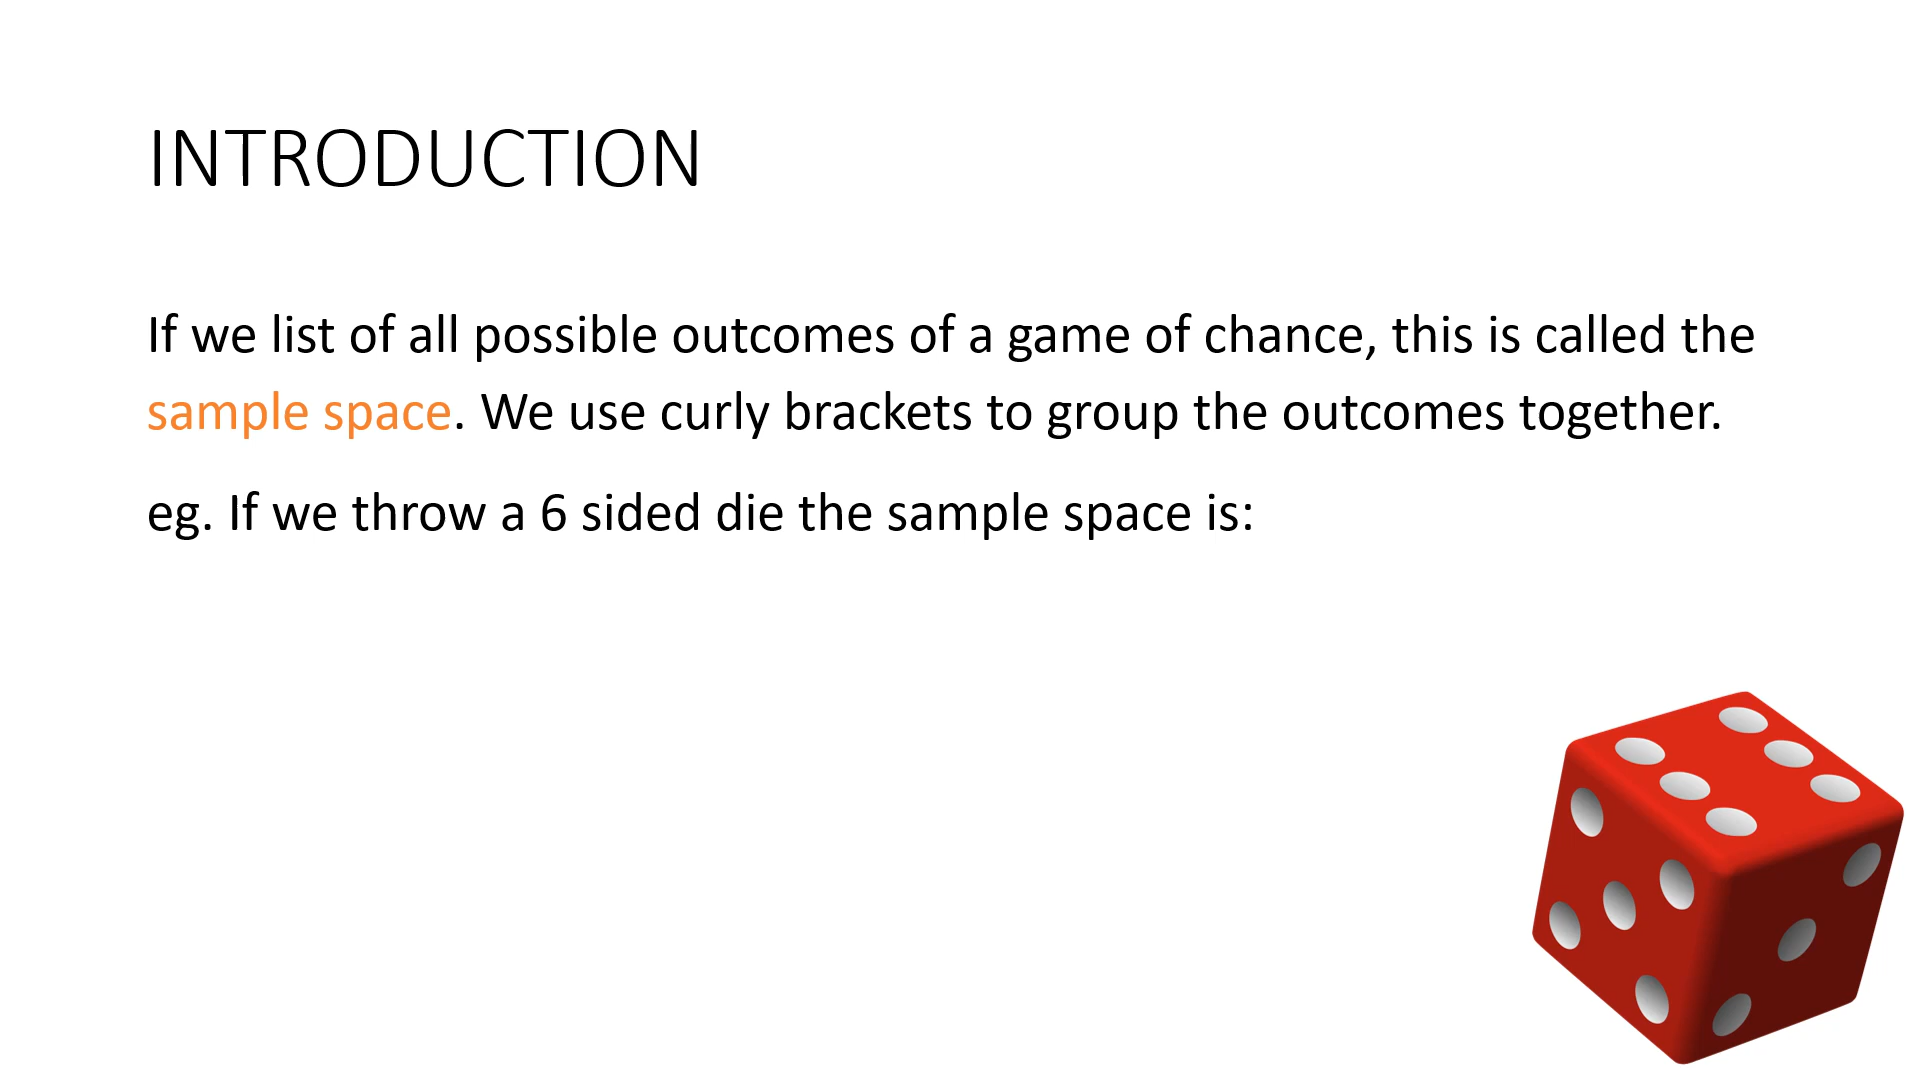 INTRODUCTION
If we list of all possible outcomes of a game of chance, this is called the
sample space. We use curly brackets to group the outcomes together.
eg. If we throw a 6 sided die the sample space is: